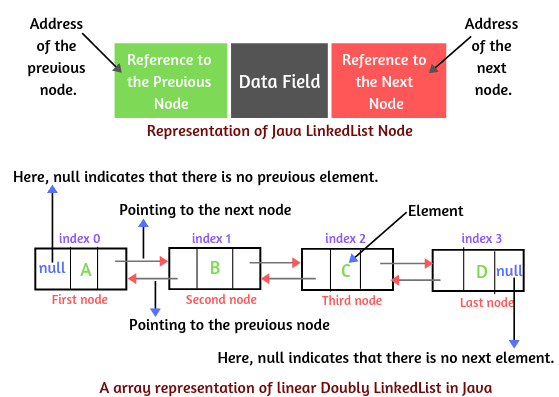 Address
of the
previous
node.
Reference to
the Previous
Node
Data Field
Reference to
the Next
Node
Address
of the
next
node.
Representation of Java LinkedList Node
Here, null indicates that there is no previous element.
Pointing to the next node
Element
index 0
index 1
index 2
index 3
null
A
B
C
D
null
First node
Second node
Third node
Last node
Pointing to the previous node
Here, null indicates that there is no next element.
A array representation of linear Doubly LinkedList in Java